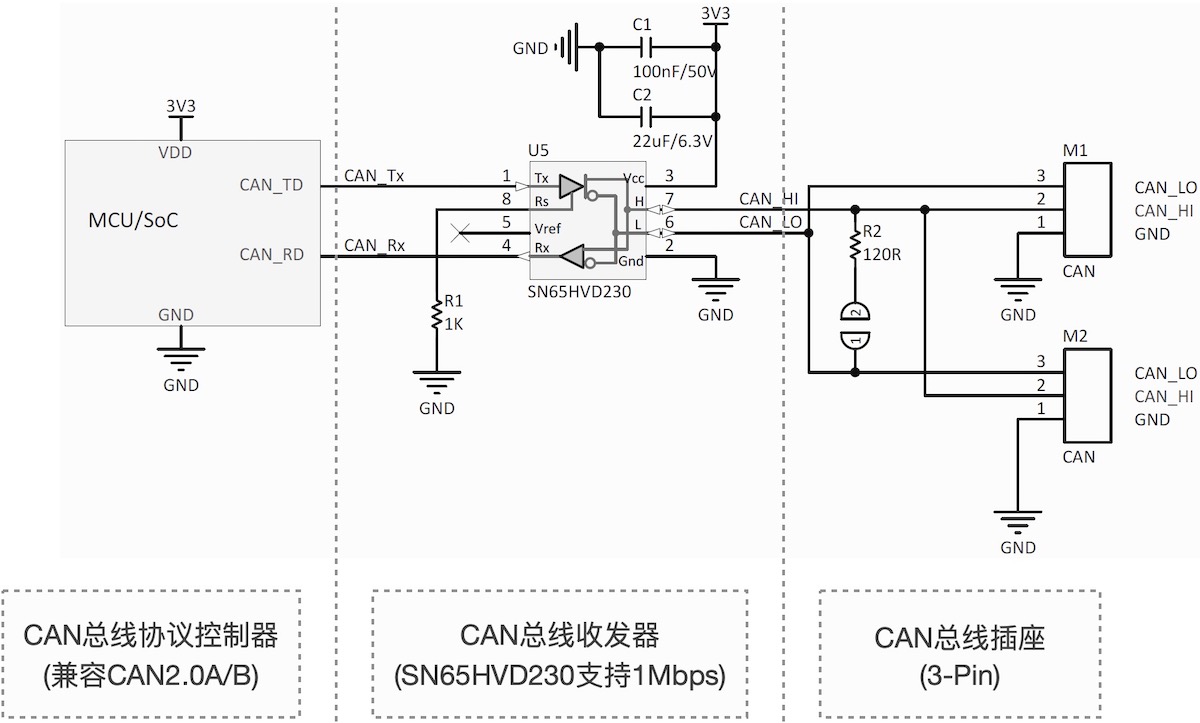 3V3
VDD
CAN_TD
MCU/SoC
CAN_RD
GND
GND
CAN_Tx
CAN_Rx
GND
C1
100nF/50V
C2
22uF/6.3V
3V3
U5
1
8
5
4
Tx
Rs
Vref
Rx
Vcc
H
L
Gnd
3
7
6
2
SN65HVD230
R1
1K
GND
GND
CAN_HI
CAN_LO
R2
120R
2
1
M1
3
2
1
CAN_LO
CAN_HI
GND
CAN
GND
M2
3
2
1
CAN_LO
CAN_HI
GND
CAN
GND
CAN总线协议控制器
(兼容CAN2.0A/B)
CAN总线收发器
(SN65HVD230支持1Mbps)
CAN总线插座
(3-Pin)